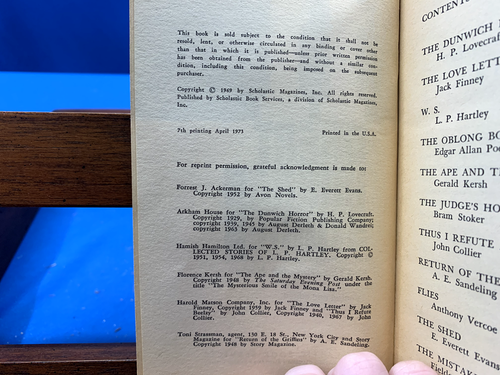 This book is sold subject to the condition that it shall not be
resold, lent, or otherwise circulated in any binding or cover other
than that in which it is published—unless prior written permission
has been obtained from the publisher—and without a similar con-
dition, including this condition, being imposed on the subsequent
purchaser.
Copyright © 1969 by Scholastic Magazines, Inc. All rights reserved.
Published by Scholastic Book Services, a division of Scholastic Magazines,
Inc.
7th printing April 1973 Printed in the U.S.A.
For reprint permission, grateful acknowledgment is made to:
Forrest J. Ackerman for "The Shed" by E. Everett Evans.
Copyright 1952 by Avon Novels.
Arkham House for "The Dunwich Horror" by H. P. Lovecraft.
Copyright 1929, by Popular Fiction Publishing Company;
copyright 1939, 1945 by August Derleth & Donald Wandrei;
copyright 1963 by August Derleth.
Hamish Hamilton Ltd. for "W.S." by L. P. Hartley from COL-
LECTED STORIES OF L. P. HARTLEY. Copyright ©
1951, 1954, 1968 by L. P. Hartley.
Florence Kersh for "The Ape and the Mystery" by Gerald Kersh.
Copyright 1948 by The Saturday Evening Post under the
title "The Mysterious Smile of the Mona Lisa."
Harold Matson Company, Inc. for "The Love Letter" by Jack
Finney, Copyright 1959 by Jack Finney and "Thus I Refute
Beelzy" by John Collier, Copyright 1940, 1967 by John
Collier.
Toni Strassman, agent, 150 E. 18 St., New York City and Story
Magazine for "Return of the Griffins" by A. E. Sandeling.
Copyright 1948 by Story Magazine.
CONTENT
THE DUNWICH
H. P. Lovecraf
THE LOVE LETT
Jack Finney
W. S.
L. P. Hartley
THE OBLONG BO
Edgar Allan Poe
THE APE AND T
Gerald Kersh
THE JUDGE'S HO
Bram Stoker
THUS I REFUTE
John Collier
RETURN OF THE
A. E. Sandeling
FLIES
Anthony Vercoe
THE SHED
E. Everett Evans
THE MISTAK